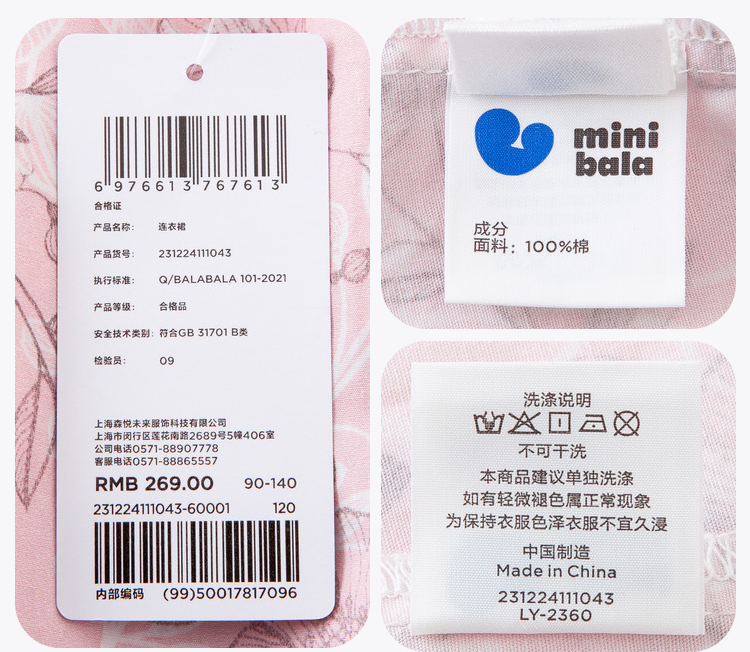 6 976613 767613
合格证
产品名称: 连衣裙
产品货号: 231224111043
执行标准: Q/BALABALA 101-2021
产品等级: 合格品
安全技术类别: 符合GB 31701 B类
检验员: 09
上海森悦未来服饰科技有限公司
上海市闵行区莲花南路2689号5幢406室
公司电话0571-88907778
客服电话0571-88865557
RMB 269.00 90-140
231224111043-60001 120
内部编码 (99)50017817096
mini
bala
成分
面料: 100%棉
洗涤说明
不可干洗
本商品建议单独洗涤
如有轻微褪色属正常现象
为保持衣服色泽衣服不宜久浸
中国制造
Made in China
231224111043
LY-2360